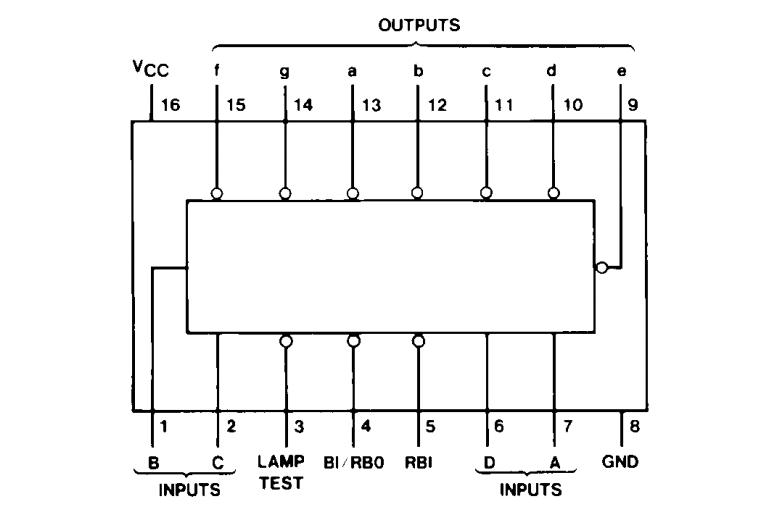 OUTPUTS
VCC f g a b c d e
16 15 14 13 12 11 10 9
1 2 3 4 5 6 7 8
B C LAMP TEST BI/RBO RBI D A GND
INPUTS INPUTS